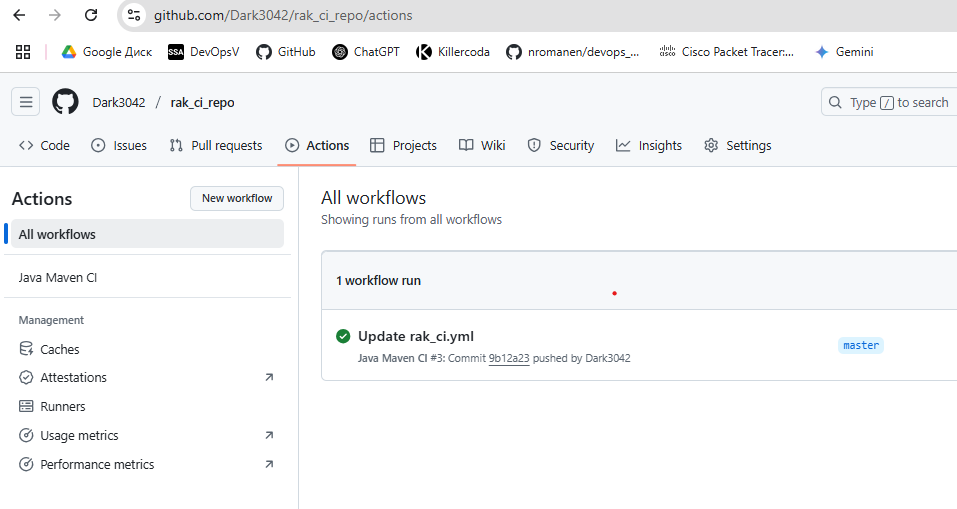 github.com/Dark3042/rak_ci_repo/actions
Google Диск SSA DevOpsV GitHub ChatGPT Killercoda nromanen/devops_... Cisco Packet Tracer:... Gemini
Dark3042 / rak_ci_repo Type / to search
Code Issues Pull requests Actions Projects Wiki Security Insights Settings
Actions New workflow
All workflows
Java Maven CI
Management
Caches
Attestations
Runners
Usage metrics
Performance metrics
All workflows
Showing runs from all workflows
1 workflow run
Update rak_ci.yml
Java Maven CI #3: Commit 9b12a23 pushed by Dark3042
master